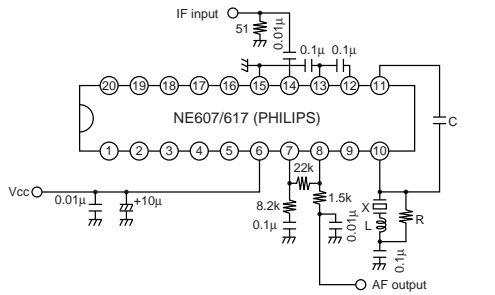 IF input
51
0.01μ
0.1μ
0.1μ
20 19 18 17 16 15 14 13 12 11
NE607/617 (PHILIPS)
C
1 2 3 4 5 6 7 8 9 10
22k
Vcc
0.01μ
+10μ
8.2k
1.5k
X
L
R
0.1μ
0.01μ
0.1μ
AF output